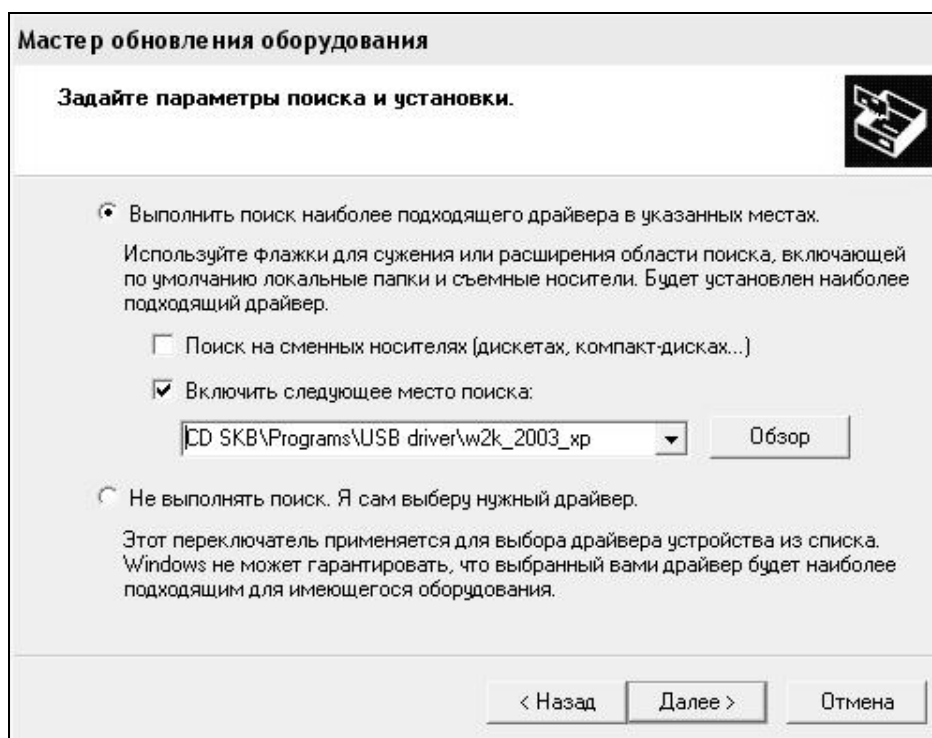 Мастер обновления оборудования
Задайте параметры поиска и установки.
Выполнить поиск наиболее подходящего драйвера в указанных местах.
Используйте флажки для сужения или расширения области поиска, включающей
по умолчанию локальные папки и съемные носители. Будет установлен наиболее
подходящий драйвер.
Поиск на сменных носителях (дискетах, компакт-дисках...)
Включить следующее место поиска:
CD SKB\Programs\USB driver\w2k_2003_xp
Обзор
Не выполнять поиск. Я сам выберу нужный драйвер.
Этот переключатель применяется для выбора драйвера устройства из списка.
Windows не может гарантировать, что выбранный вами драйвер будет наиболее
подходящим для имеющегося оборудования.
< Назад
Далее >
Отмена